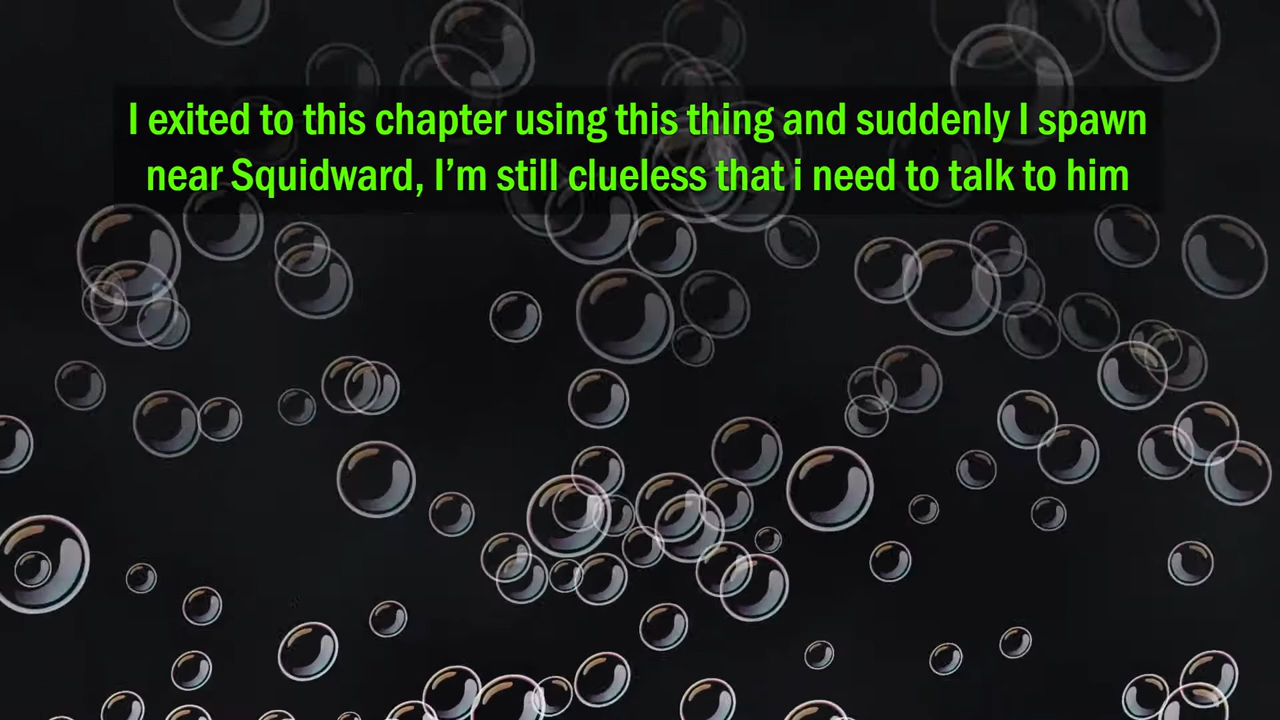 I exited to this chapter using this thing and suddenly I spawn
near Squidward, I’m still clueless that i need to talk to him